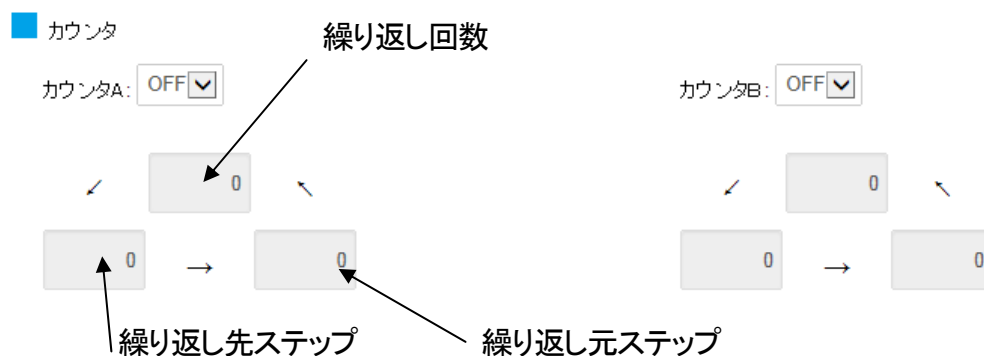 カウンタ
繰り返し回数
カウンタA: OFF
カウンタB: OFF
↙ 0 ↖
↙ 0 ↖
0 → 0
0 → 0
繰り返し先ステップ
繰り返し元ステップ